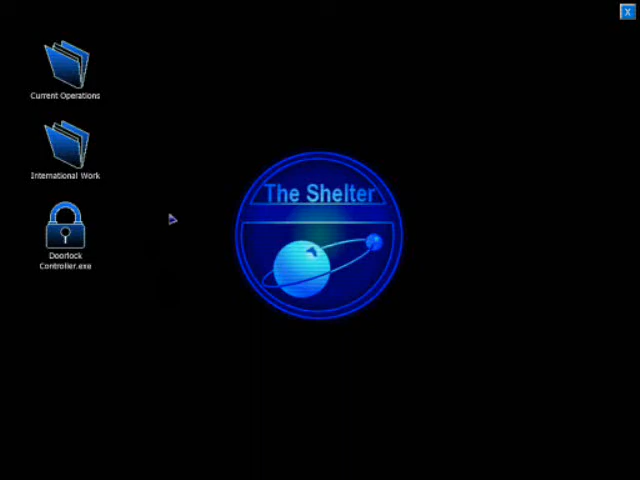 X
Current Operations
International Work
Doorlock
Controller.exe
The Shelter